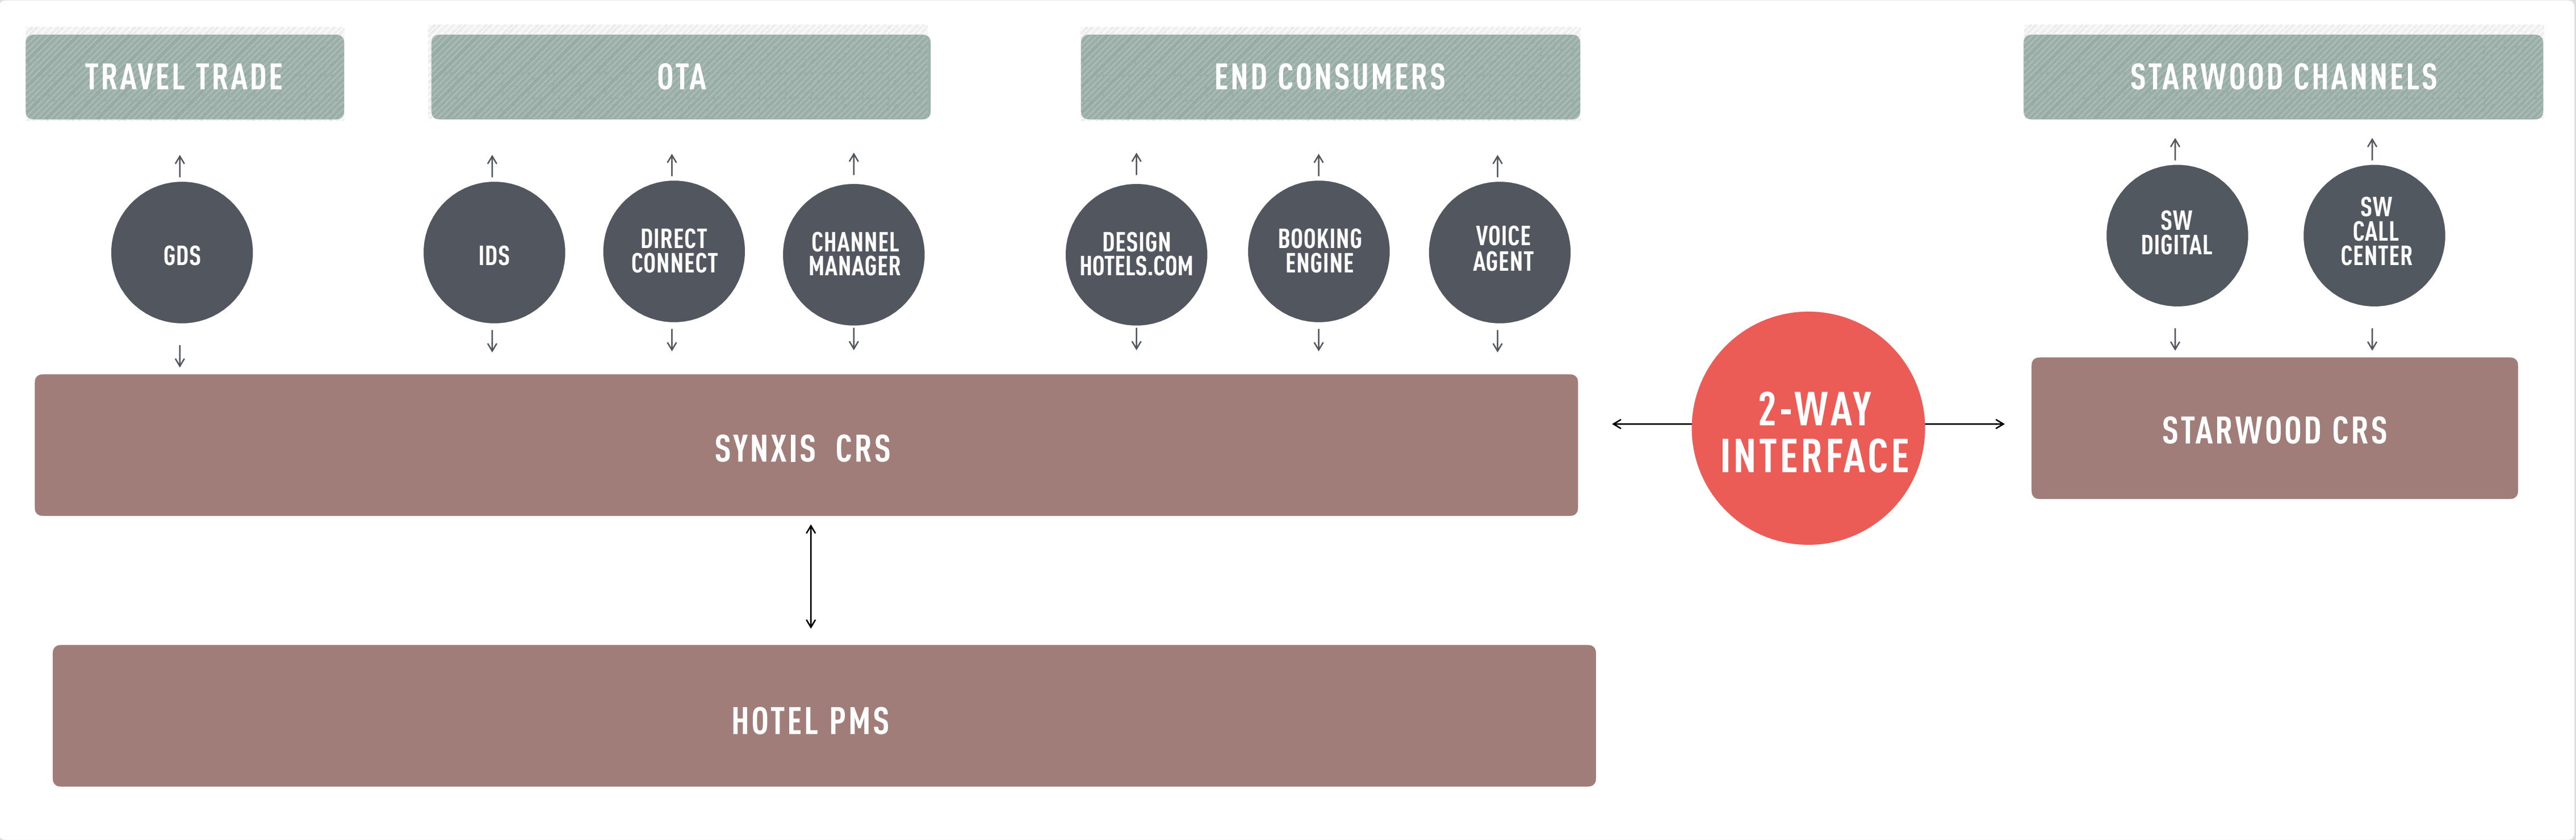 TRAVEL TRADE
OTA
END CONSUMERS
STARWOOD CHANNELS
GDS
IDS
DIRECT
CONNECT
CHANNEL
MANAGER
DESIGN
HOTELS.COM
BOOKING
ENGINE
VOICE
AGENT
SW
DIGITAL
SW
CALL
CENTER
SYNXIS CRS
2-WAY
INTERFACE
STARWOOD CRS
HOTEL PMS